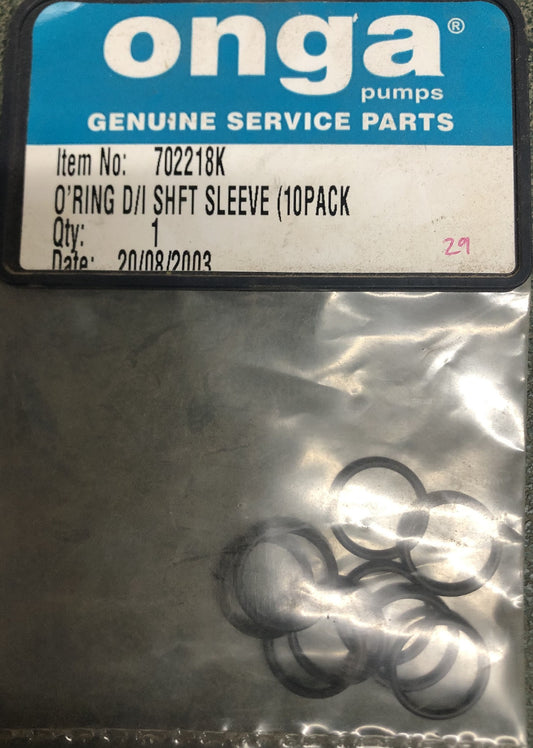 onga®
pumps
GENUINE SERVICE PARTS
Item No: 702218K
O'RING D/I SHFT SLEEVE (10PACK
Qty: 1
29
Date: 20/08/2003